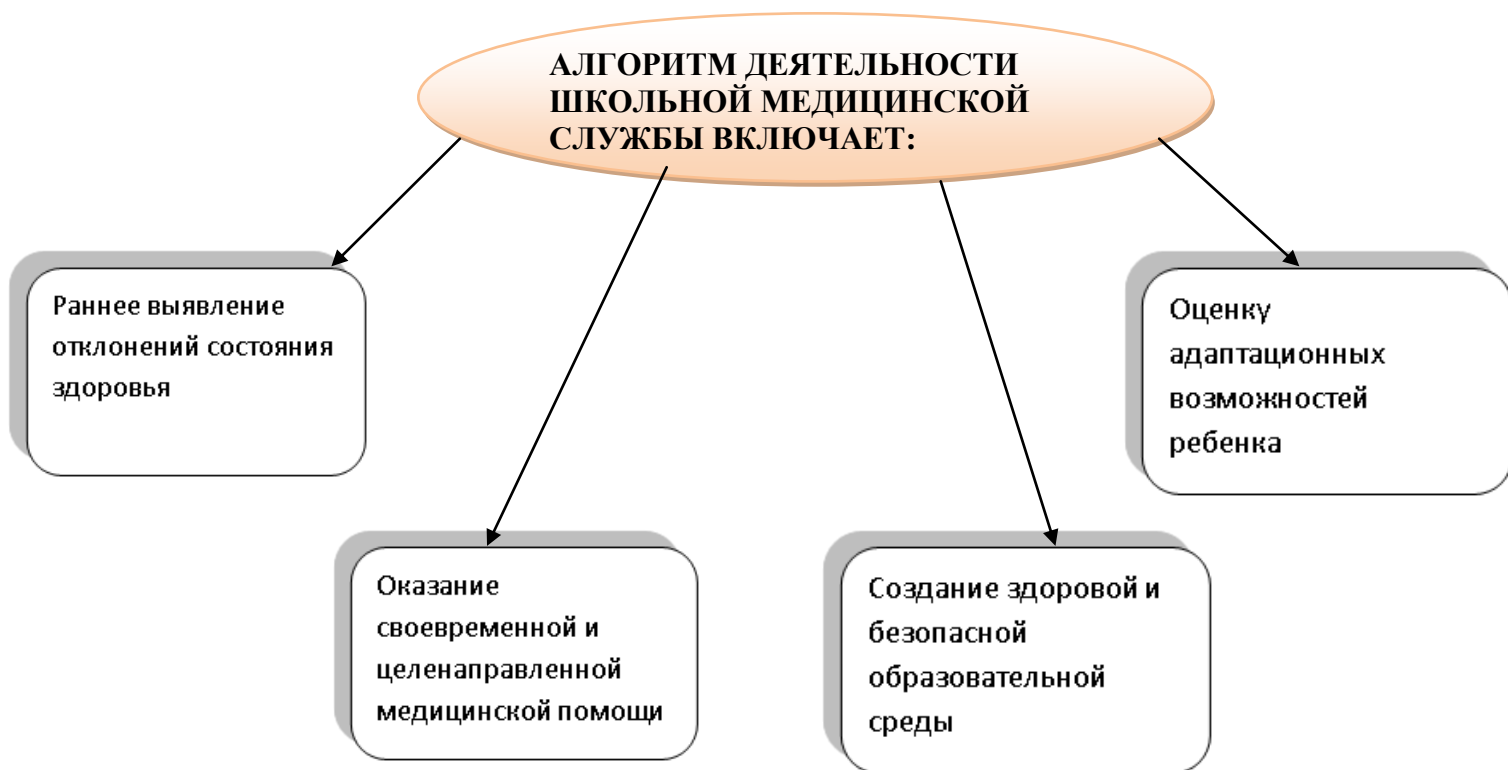 АЛГОРИТМ ДЕЯТЕЛЬНОСТИ
ШКОЛЬНОЙ МЕДИЦИНСКОЙ
СЛУЖБЫ ВКЛЮЧАЕТ:
Раннее выявление
отклонений состояния
здоровья
Оказание
своевременной и
целенаправленной
медицинской помощи
Создание здоровой и
безопасной
образовательной
среды
Оценку
адаптационных
возможностей
ребенка